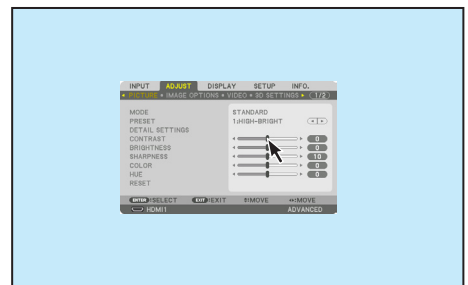 INPUT ADJUST DISPLAY SETUP INFO.
PICTURE • IMAGE OPTIONS • VIDEO • 3D SETTINGS (1/2)
MODE STANDARD
PRESET 1:HIGH-BRIGHT
DETAIL SETTINGS
CONTRAST 0
BRIGHTNESS 0
SHARPNESS 10
COLOR 0
HUE 0
RESET
ENTER :SELECT EXIT :EXIT ↕:MOVE ↔:MOVE
HDMI1 ADVANCED